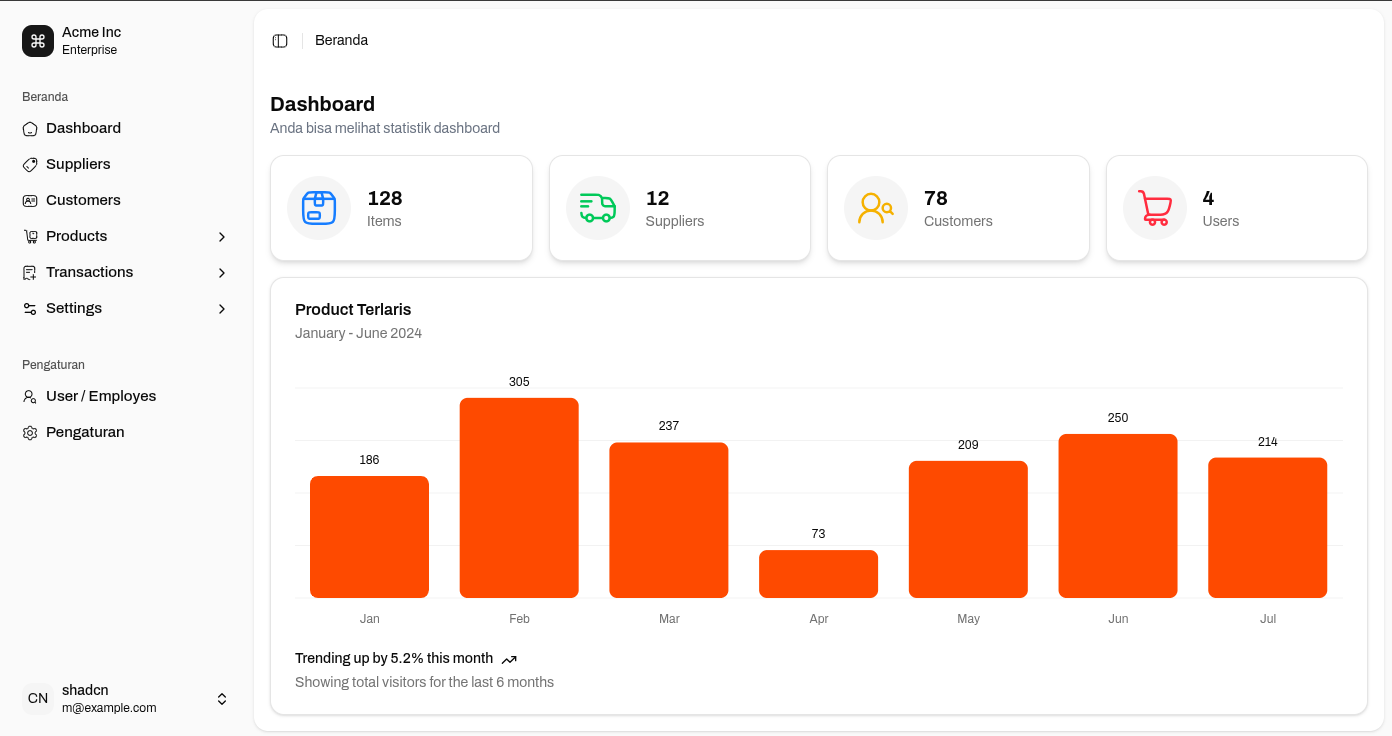 Acme Inc
Enterprise
Beranda
Dashboard
Suppliers
Customers
Products
Transactions
Settings
Pengaturan
User / Employes
Pengaturan
CN
shadcn
m@example.com
Beranda
Dashboard
Anda bisa melihat statistik dashboard
128
Items
12
Suppliers
78
Customers
4
Users
Product Terlaris
January - June 2024
186
305
237
73
209
250
214
Jan
Feb
Mar
Apr
May
Jun
Jul
Trending up by 5.2% this month
Showing total visitors for the last 6 months